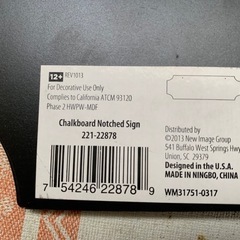 12+ REV1013
For Decorative Use Only
Complies to California ATCM 93120
Phase 2 HWPW-MDF
Chalkboard Notched Sign
221-22878
7 54246 22878 9
Distributed by
©2013 New Image Group
541 Buffalo West Springs Hwy
Union, SC 29379
Designed in the U.S.A.
MADE IN NINGBO, CHINA
WM31751-0317